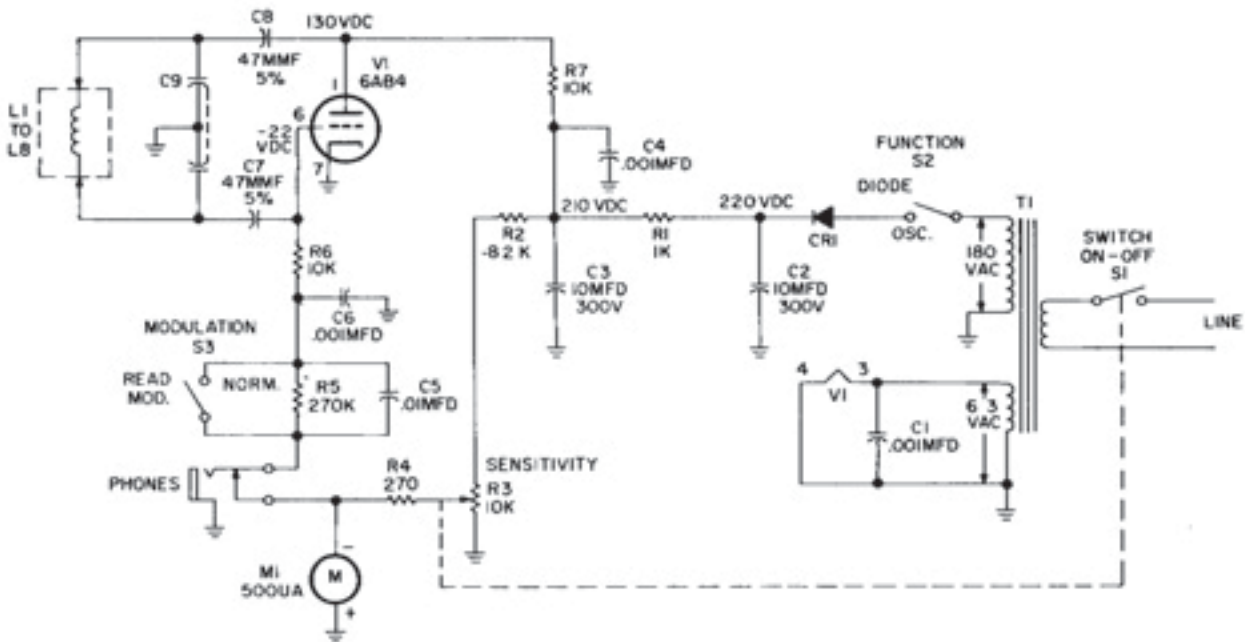 C8
130VDC
47MMF
5%
V1
6AB4
C9
R7
10K
1
6
7
-22
VDC
L1
TO
L8
C7
47MMF
5%
C4
.001MFD
FUNCTION
S2
DIODE
OSC.
T1
210 VDC
220 VDC
R2
-82K
R1
1K
CR1
180
VAC
SWITCH
ON-OFF
S1
LINE
R6
10K
C3
10MFD
300V
C2
10MFD
300V
C6
.001MFD
MODULATION
S3
READ
MOD.
NORM.
R5
270K
C5
.01MFD
4
3
V1
C1
.001MFD
6 3
VAC
PHONES
R4
270
SENSITIVITY
R3
10K
M1
500UA
M
-
+